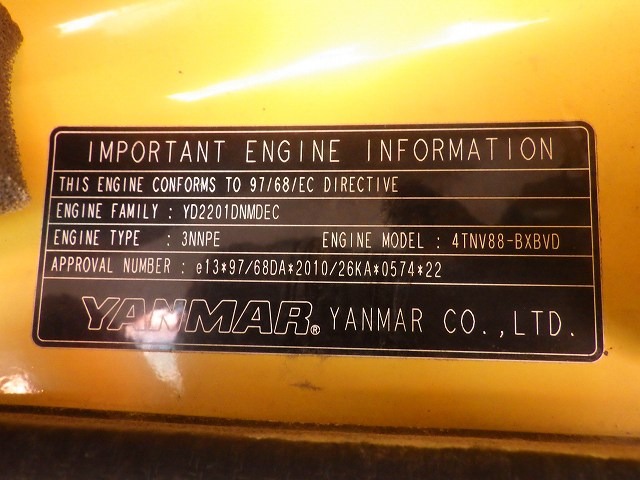 IMPORTANT ENGINE INFORMATION
THIS ENGINE CONFORMS TO 97/68/EC DIRECTIVE
ENGINE FAMILY : YD2201DNMDEC
ENGINE TYPE : 3NNPE ENGINE MODEL : 4TNV88-BXBVD
APPROVAL NUMBER : e13*97/68DA*2010/26KA*0574*22
YANMAR® YANMAR CO.,LTD.